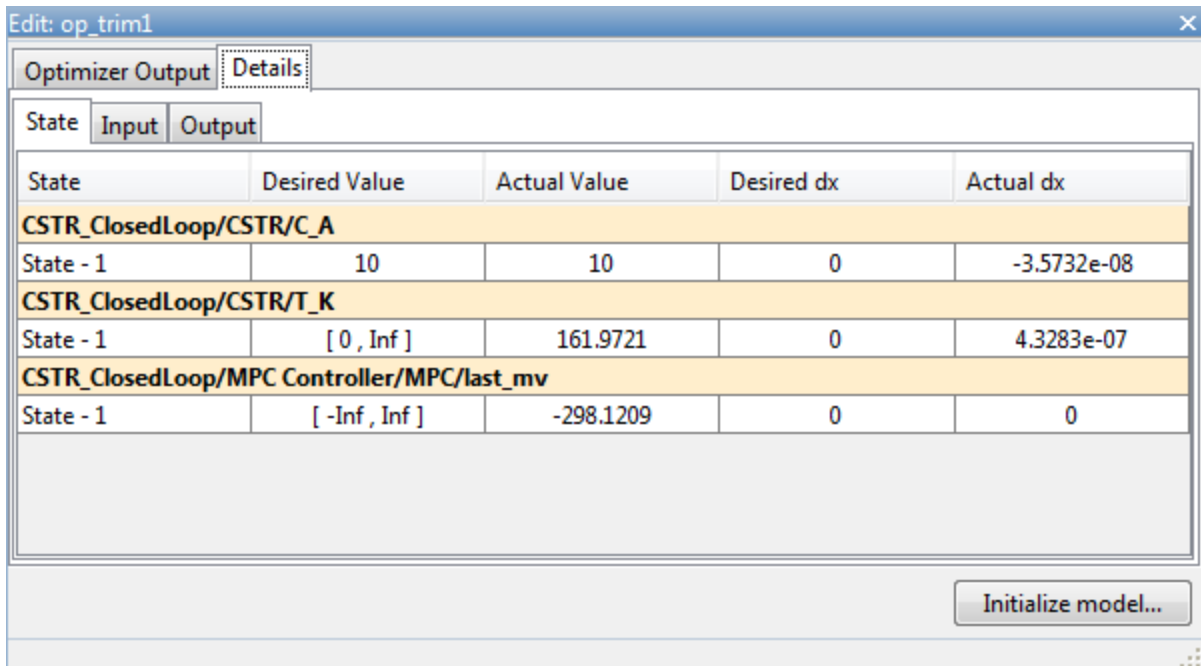 Edit: op_trim1
Optimizer Output Details
State Input Output
State Desired Value Actual Value Desired dx Actual dx
CSTR_ClosedLoop/CSTR/C_A
State - 1 10 10 0 -3.5732e-08
CSTR_ClosedLoop/CSTR/T_K
State - 1 [ 0 , Inf ] 161.9721 0 4.3283e-07
CSTR_ClosedLoop/MPC Controller/MPC/last_mv
State - 1 [ -Inf , Inf ] -298.1209 0 0
Initialize model...